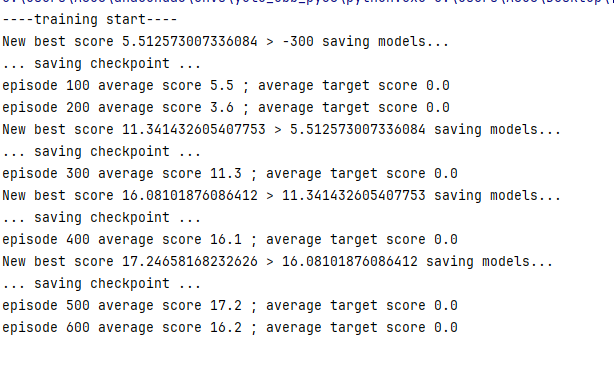 ----training start----
New best score 5.512573007336084 > -300 saving models...
... saving checkpoint ...
episode 100 average score 5.5 ; average target score 0.0
episode 200 average score 3.6 ; average target score 0.0
New best score 11.341432605407753 > 5.512573007336084 saving models...
... saving checkpoint ...
episode 300 average score 11.3 ; average target score 0.0
New best score 16.08101876086412 > 11.341432605407753 saving models...
... saving checkpoint ...
episode 400 average score 16.1 ; average target score 0.0
New best score 17.24658168232626 > 16.08101876086412 saving models...
... saving checkpoint ...
episode 500 average score 17.2 ; average target score 0.0
episode 600 average score 16.2 ; average target score 0.0